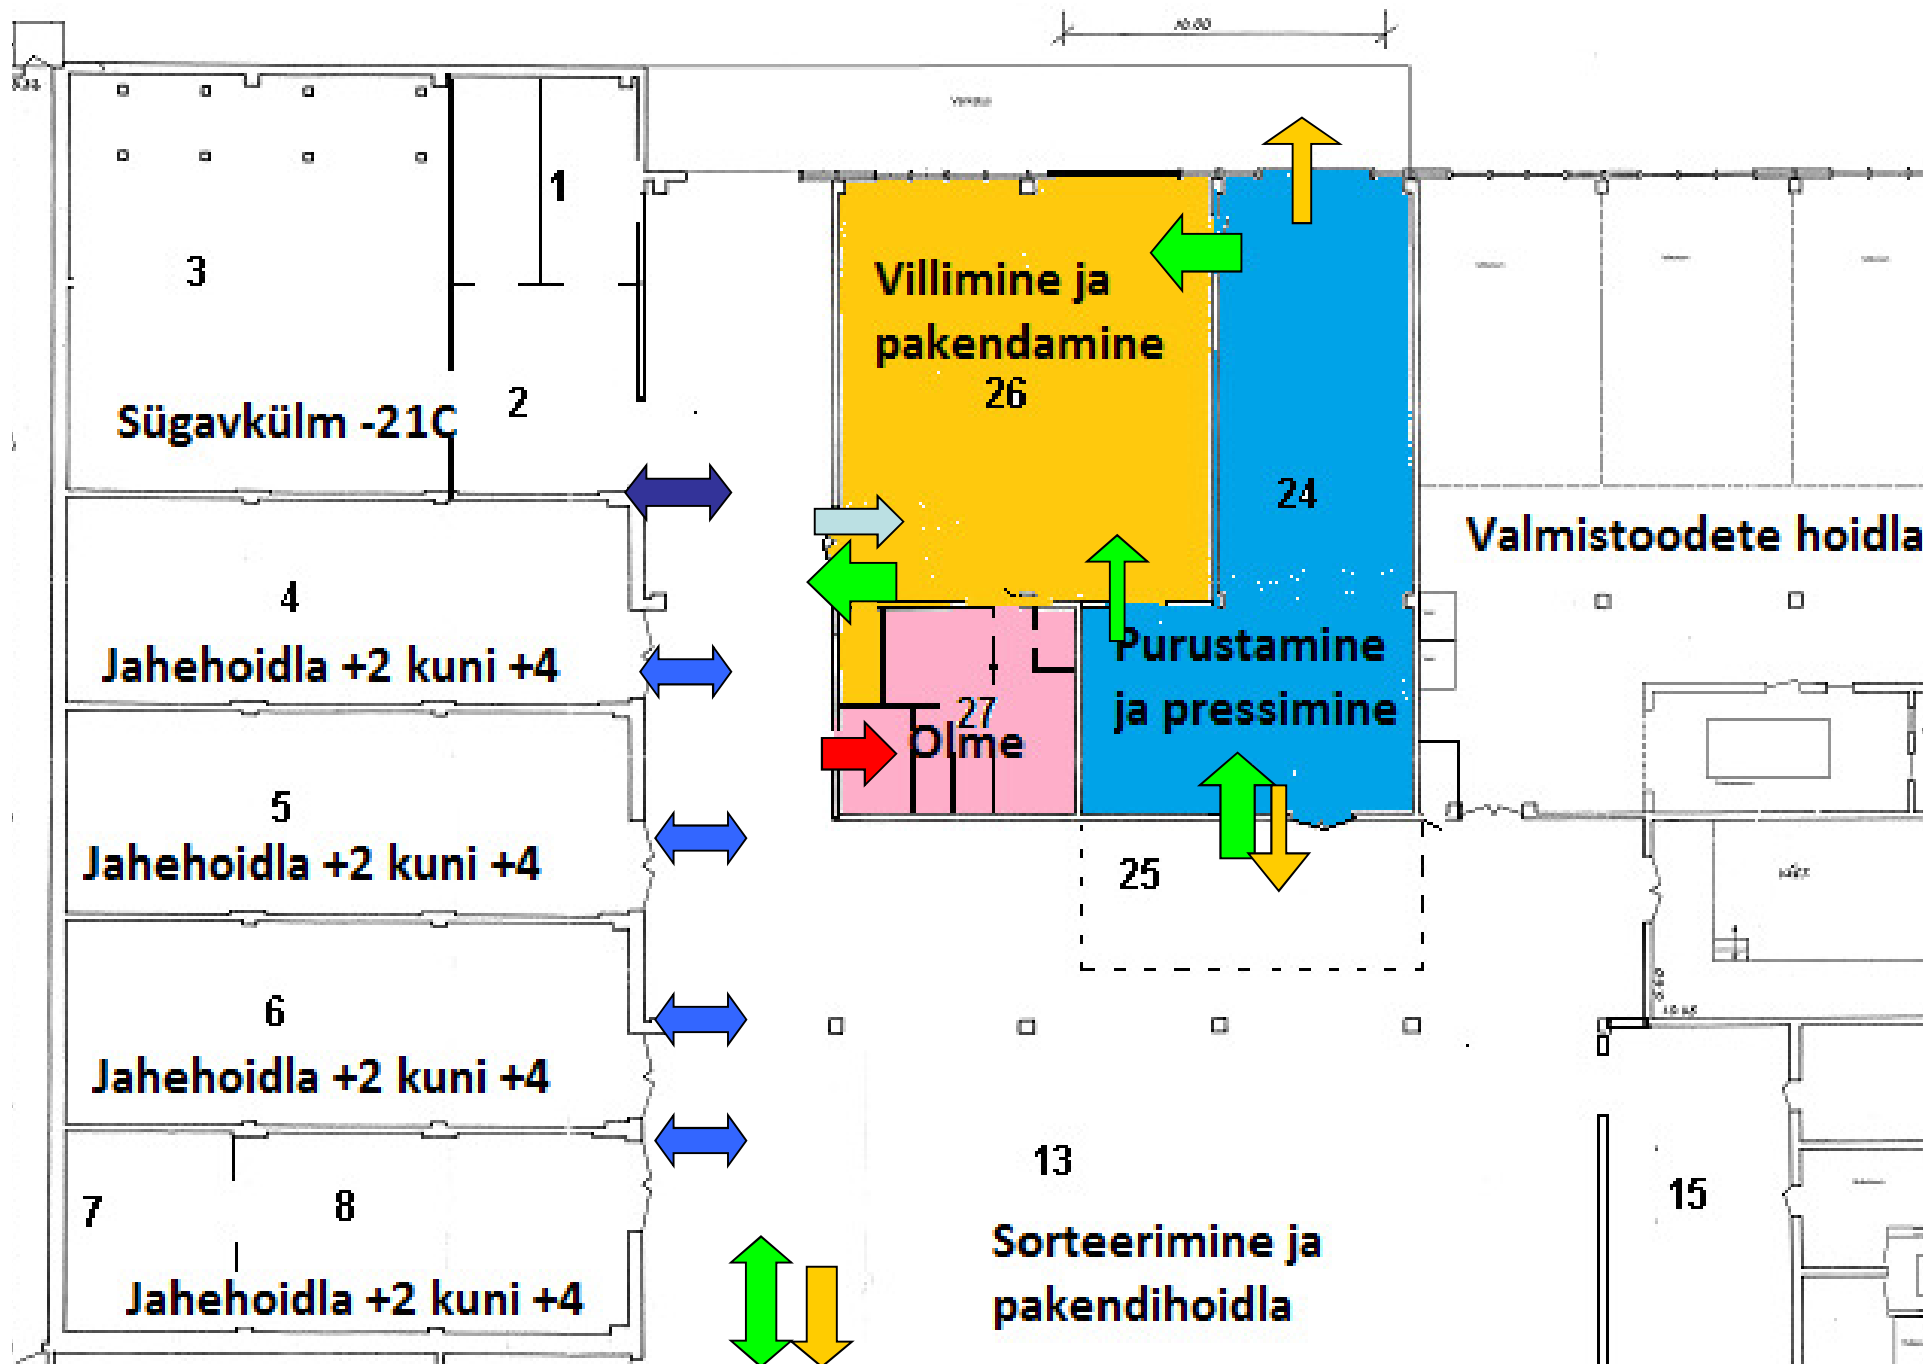 10.00
1
3
Villimine ja
pakendamine
26
2
Sügavkülm -21C
24
Valmistoodete hoidla
4
Jahehoidla +2 kuni +4
Purustamine
ja pressimine
27
Olme
5
Jahehoidla +2 kuni +4
25
6
Jahehoidla +2 kuni +4
13
15
7
8
Sorteerimine ja
pakendihoidla
Jahehoidla +2 kuni +4